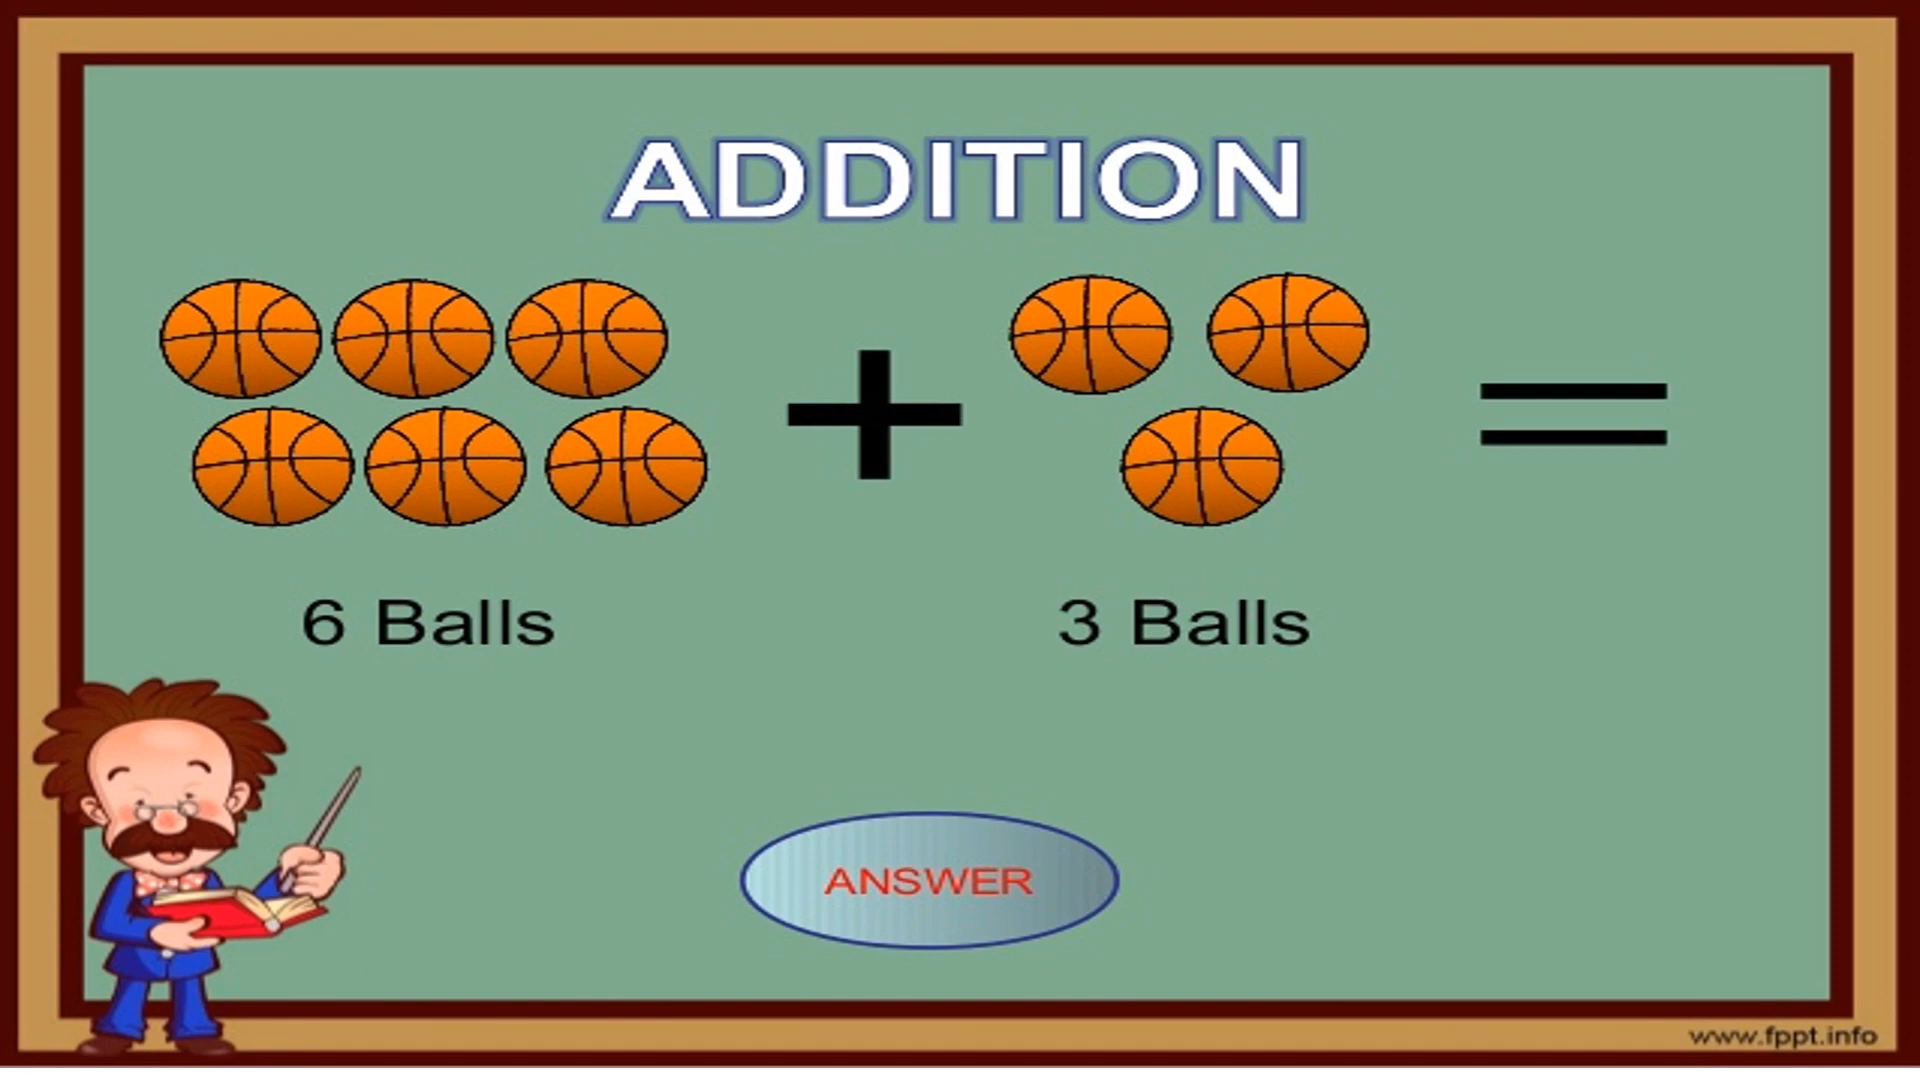 ADDITION
+
=
6 Balls
3 Balls
ANSWER
www.fppt.info